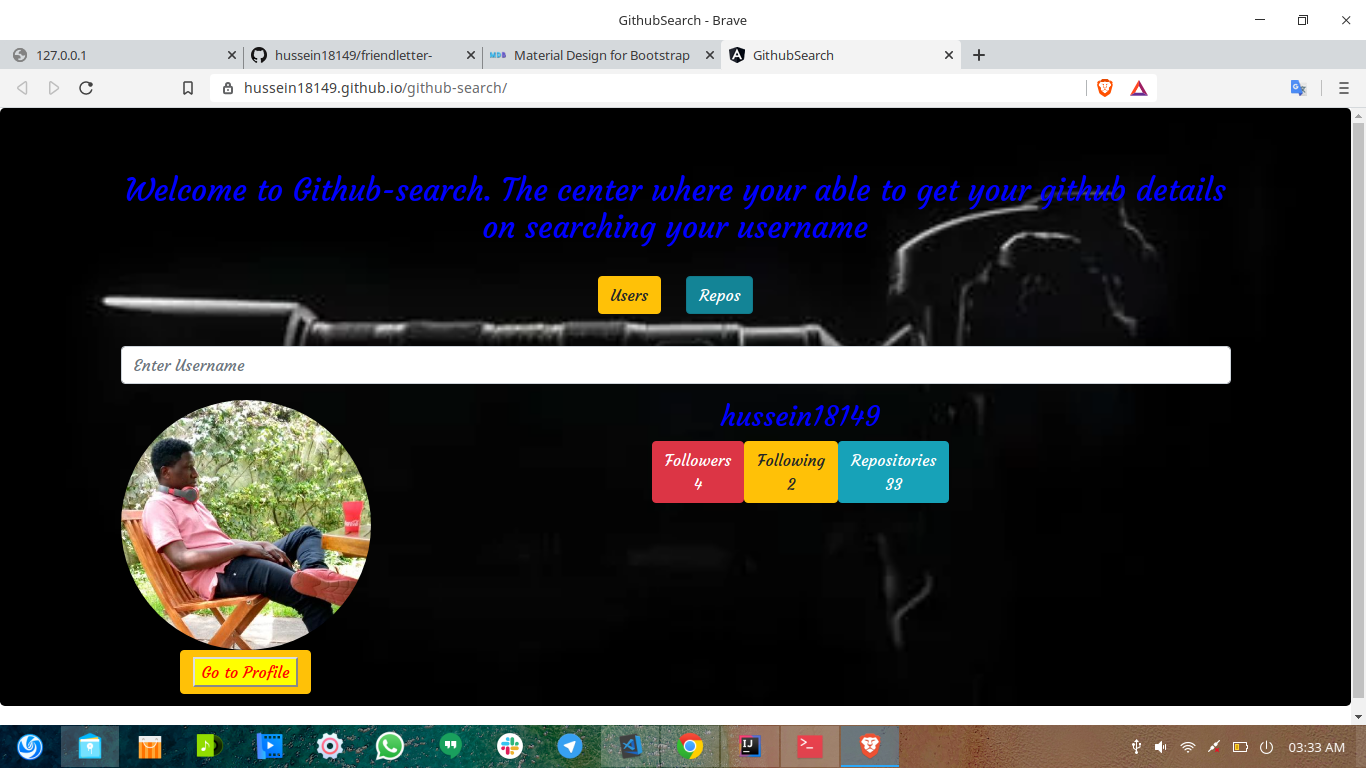 GithubSearch - Brave
127.0.0.1
hussein18149/friendletter-
MDB Material Design for Bootstrap
GithubSearch
hussein18149.github.io/github-search/
Welcome to Github-search. The center where your able to get your github details
on searching your username
Users
Repos
Enter Username
hussein18149
Followers
4
Following
2
Repositories
33
Go to Profile
03:33 AM